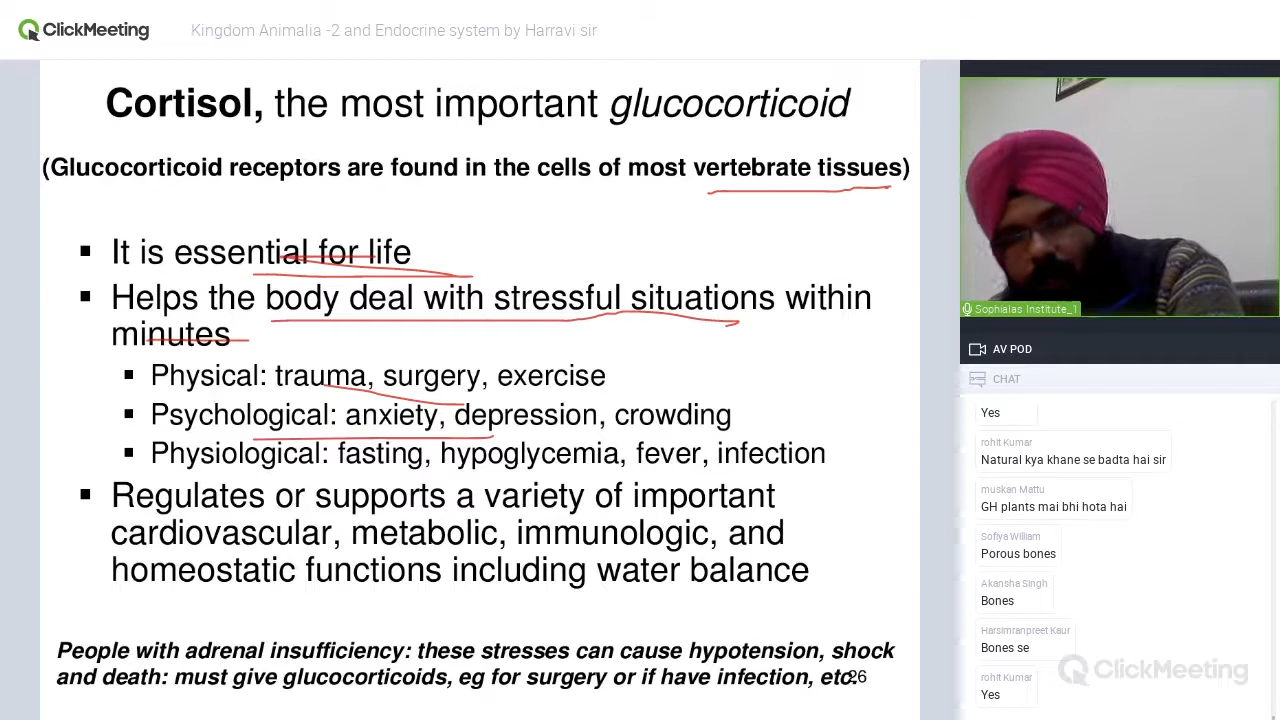 ClickMeeting
Kingdom Animalia -2 and Endocrine system by Harravi sir
Cortisol, the most important glucocorticoid
(Glucocorticoid receptors are found in the cells of most vertebrate tissues)
▪ It is essential for life
▪ Helps the body deal with stressful situations within
minutes
▪ Physical: trauma, surgery, exercise
▪ Psychological: anxiety, depression, crowding
▪ Physiological: fasting, hypoglycemia, fever, infection
▪ Regulates or supports a variety of important
cardiovascular, metabolic, immunologic, and
homeostatic functions including water balance
People with adrenal insufficiency: these stresses can cause hypotension, shock
and death: must give glucocorticoids, eg for surgery or if have infection, etc.
26
Sophialas Institute_1
AV POD
CHAT
Yes
rohit Kumar
Natural kya khane se badta hai sir
muskan Mattu
GH plants mai bhi hota hai
Sofiya William
Porous bones
Akansha Singh
Bones
Harsimranpreet Kaur
Bones se
rohit Kumar
Yes
ClickMeeting